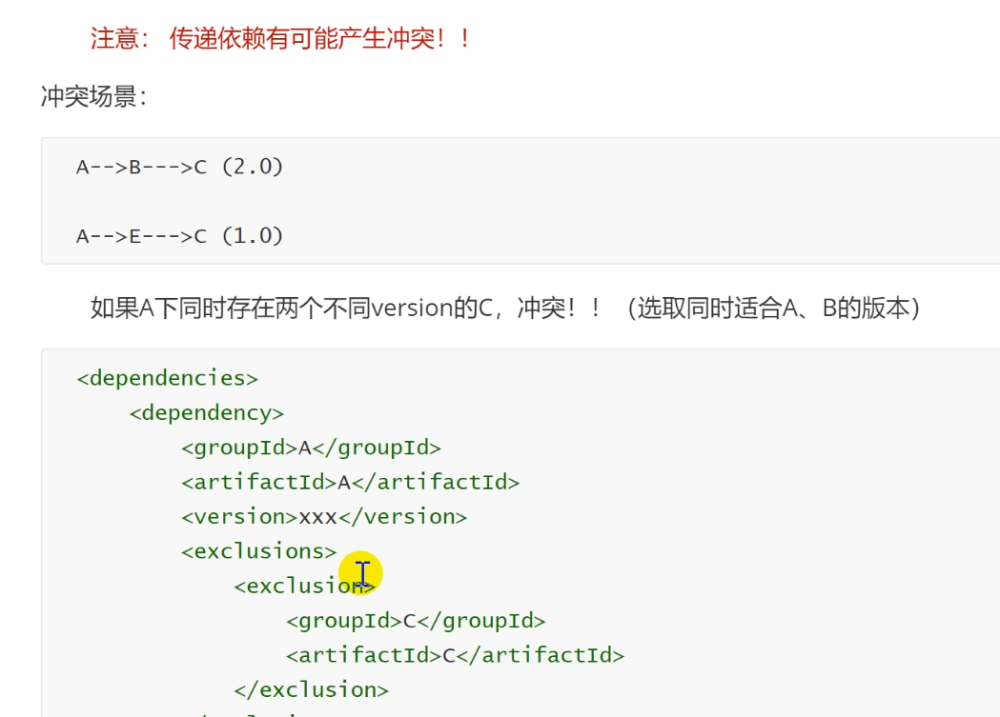 注意： 传递依赖有可能产生冲突！！
冲突场景：
A-->B--->C (2.0)
A-->E--->C (1.0)
如果A下同时存在两个不同version的C，冲突！！ （选取同时适合A、B的版本）
<dependencies>
<dependency>
<groupId>A</groupId>
<artifactId>A</artifactId>
<version>xxx</version>
<exclusions>
<exclusion>
<groupId>C</groupId>
<artifactId>C</artifactId>
</exclusion>